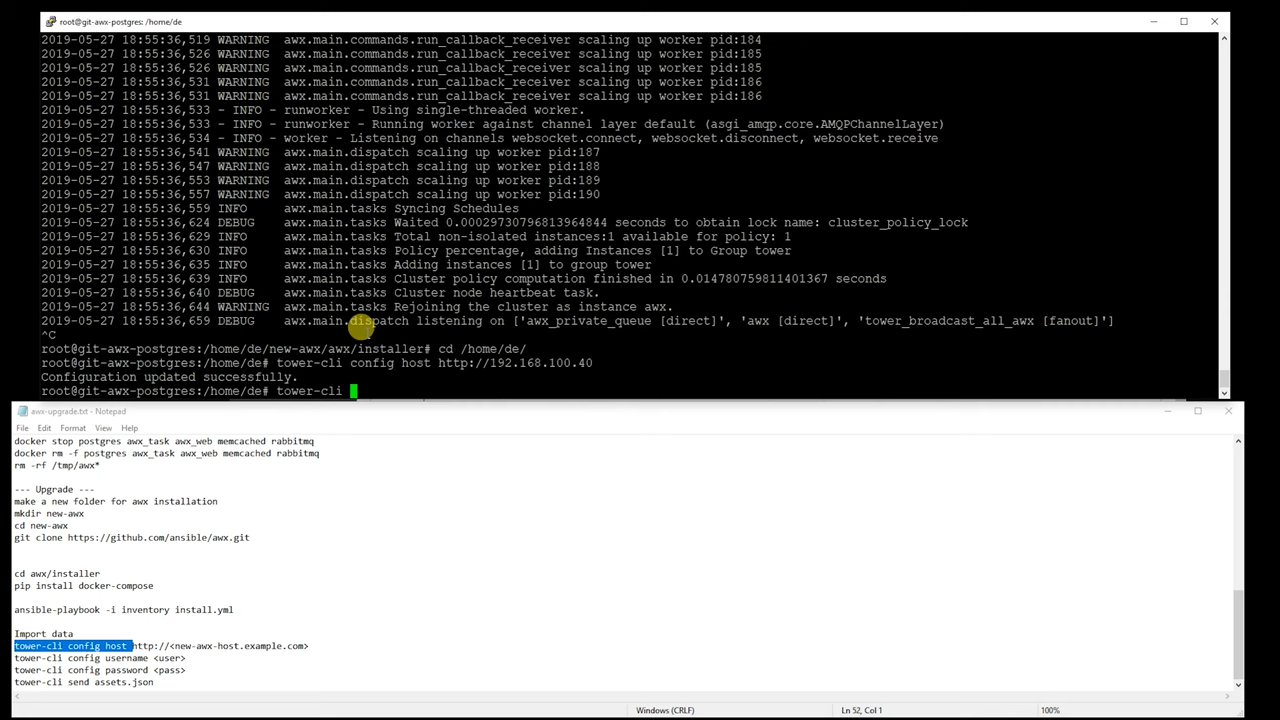 root@git-awx-postgres: /home/de
2019-05-27 18:55:36,519 WARNING  awx.main.commands.run_callback_receiver scaling up worker pid:184
2019-05-27 18:55:36,526 WARNING  awx.main.commands.run_callback_receiver scaling up worker pid:185
2019-05-27 18:55:36,526 WARNING  awx.main.commands.run_callback_receiver scaling up worker pid:185
2019-05-27 18:55:36,531 WARNING  awx.main.commands.run_callback_receiver scaling up worker pid:186
2019-05-27 18:55:36,531 WARNING  awx.main.commands.run_callback_receiver scaling up worker pid:186
2019-05-27 18:55:36,533 - INFO - runworker - Using single-threaded worker.
2019-05-27 18:55:36,533 - INFO - runworker - Running worker against channel layer default (asgi_amqp.core.AMQPChannelLayer)
2019-05-27 18:55:36,534 - INFO - worker - Listening on channels websocket.connect, websocket.disconnect, websocket.receive
2019-05-27 18:55:36,541 WARNING  awx.main.dispatch scaling up worker pid:187
2019-05-27 18:55:36,547 WARNING  awx.main.dispatch scaling up worker pid:188
2019-05-27 18:55:36,553 WARNING  awx.main.dispatch scaling up worker pid:189
2019-05-27 18:55:36,557 WARNING  awx.main.dispatch scaling up worker pid:190
2019-05-27 18:55:36,559 INFO     awx.main.tasks Syncing Schedules
2019-05-27 18:55:36,624 DEBUG    awx.main.tasks Waited 0.00029730796813964844 seconds to obtain lock name: cluster_policy_lock
2019-05-27 18:55:36,629 INFO     awx.main.tasks Total non-isolated instances:1 available for policy: 1
2019-05-27 18:55:36,630 INFO     awx.main.tasks Policy percentage, adding Instances [1] to Group tower
2019-05-27 18:55:36,635 INFO     awx.main.tasks Adding instances [1] to group tower
2019-05-27 18:55:36,639 INFO     awx.main.tasks Cluster policy computation finished in 0.014780759811401367 seconds
2019-05-27 18:55:36,640 DEBUG    awx.main.tasks Cluster node heartbeat task.
2019-05-27 18:55:36,644 WARNING  awx.main.tasks Rejoining the cluster as instance awx.
2019-05-27 18:55:36,659 DEBUG    awx.main.dispatch listening on ['awx_private_queue [direct]', 'awx [direct]', 'tower_broadcast_all_awx [fanout]']
^C
root@git-awx-postgres:/home/de/new-awx/awx/installer# cd /home/de/
root@git-awx-postgres:/home/de# tower-cli config host http://192.168.100.40
Configuration updated successfully.
root@git-awx-postgres:/home/de# tower-cli
awx-upgrade.txt - Notepad
File Edit Format View Help
docker stop postgres awx_task awx_web memcached rabbitmq
docker rm -f postgres awx_task awx_web memcached rabbitmq
rm -rf /tmp/awx*
--- Upgrade ---
make a new folder for awx installation
mkdir new-awx
cd new-awx
git clone https://github.com/ansible/awx.git
cd awx/installer
pip install docker-compose
ansible-playbook -i inventory install.yml
Import data
tower-cli config host http://<new-awx-host.example.com>
tower-cli config username <user>
tower-cli config password <pass>
tower-cli send assets.json
Windows (CRLF) Ln 52, Col 1 100%